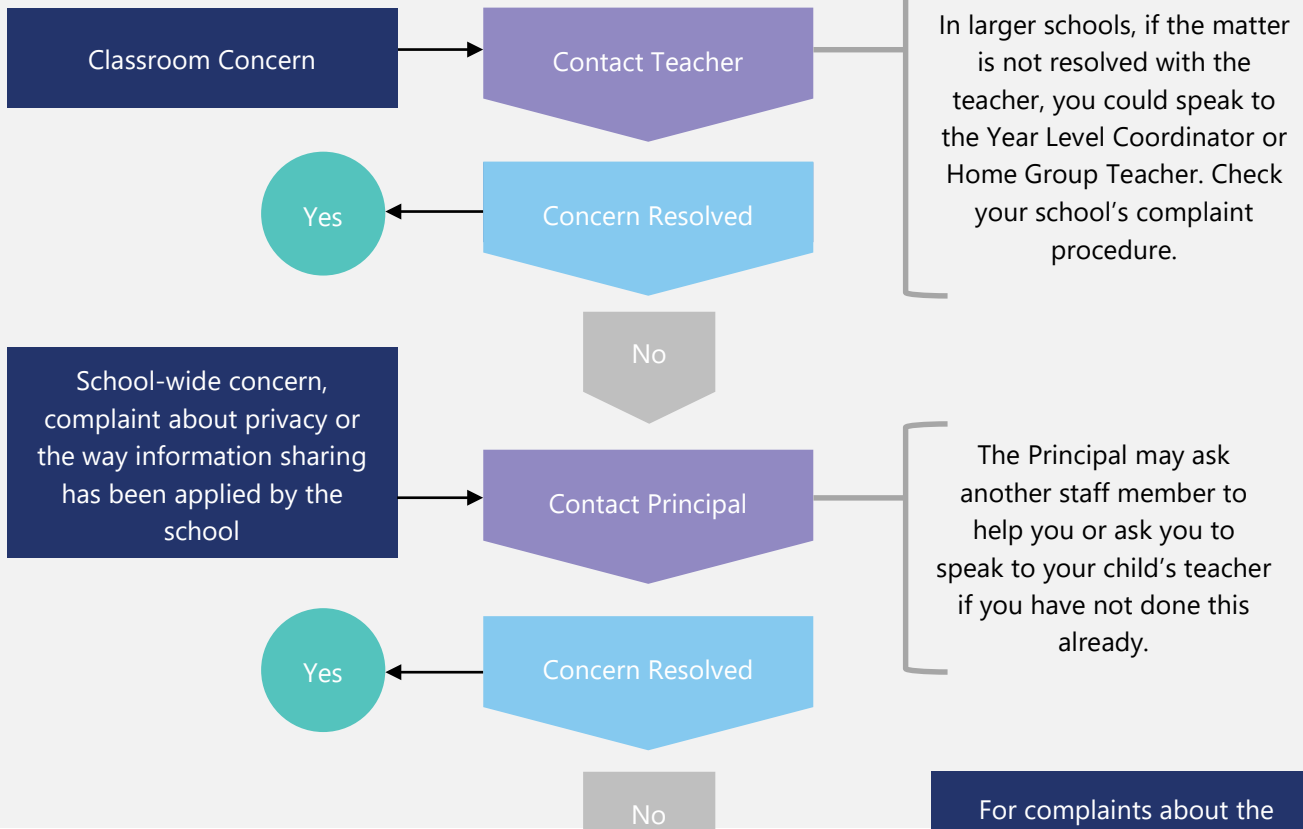 Classroom Concern
Contact Teacher
In larger schools, if the matter
is not resolved with the
teacher, you could speak to
the Year Level Coordinator or
Home Group Teacher. Check
your school’s complaint
procedure.
Yes
Concern Resolved
No
School-wide concern,
complaint about privacy or
the way information sharing
has been applied by the
school
Contact Principal
The Principal may ask
another staff member to
help you or ask you to
speak to your child’s teacher
if you have not done this
already.
Yes
Concern Resolved
No
For complaints about the